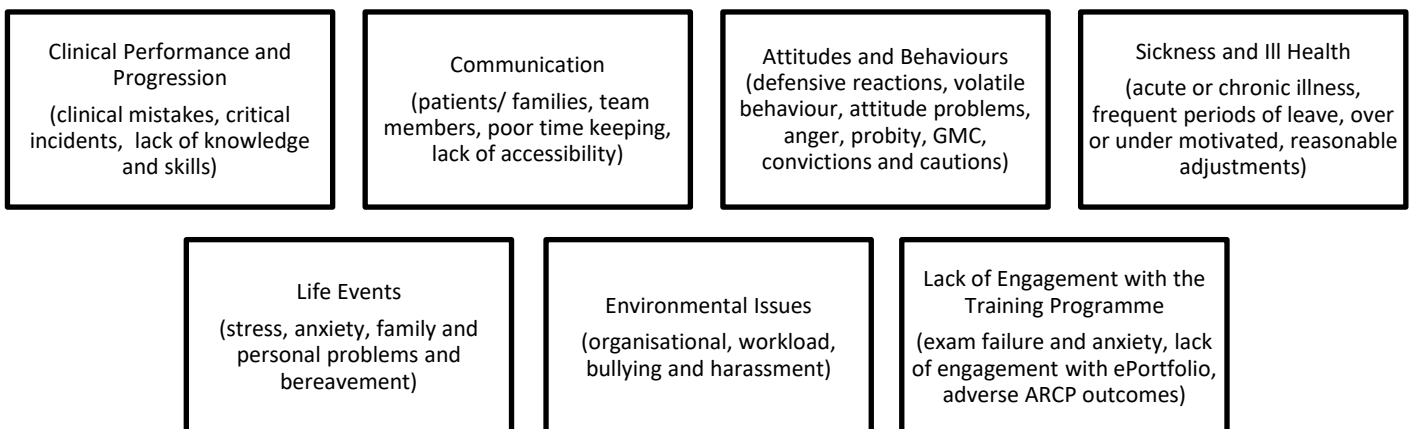 Clinical Performance and
Progression
(clinical mistakes, critical
incidents,  lack of knowledge
and skills)
Communication
(patients/ families, team
members, poor time keeping,
lack of accessibility)
Attitudes and Behaviours
(defensive reactions, volatile
behaviour, attitude problems,
anger, probity, GMC,
convictions and cautions)
Sickness and Ill Health
(acute or chronic illness,
frequent periods of leave, over
or under motivated, reasonable
adjustments)
Life Events
(stress, anxiety, family and
personal problems and
bereavement)
Environmental Issues
(organisational, workload,
bullying and harassment)
Lack of Engagement with the
Training Programme
(exam failure and anxiety, lack
of engagement with ePortfolio,
adverse ARCP outcomes)